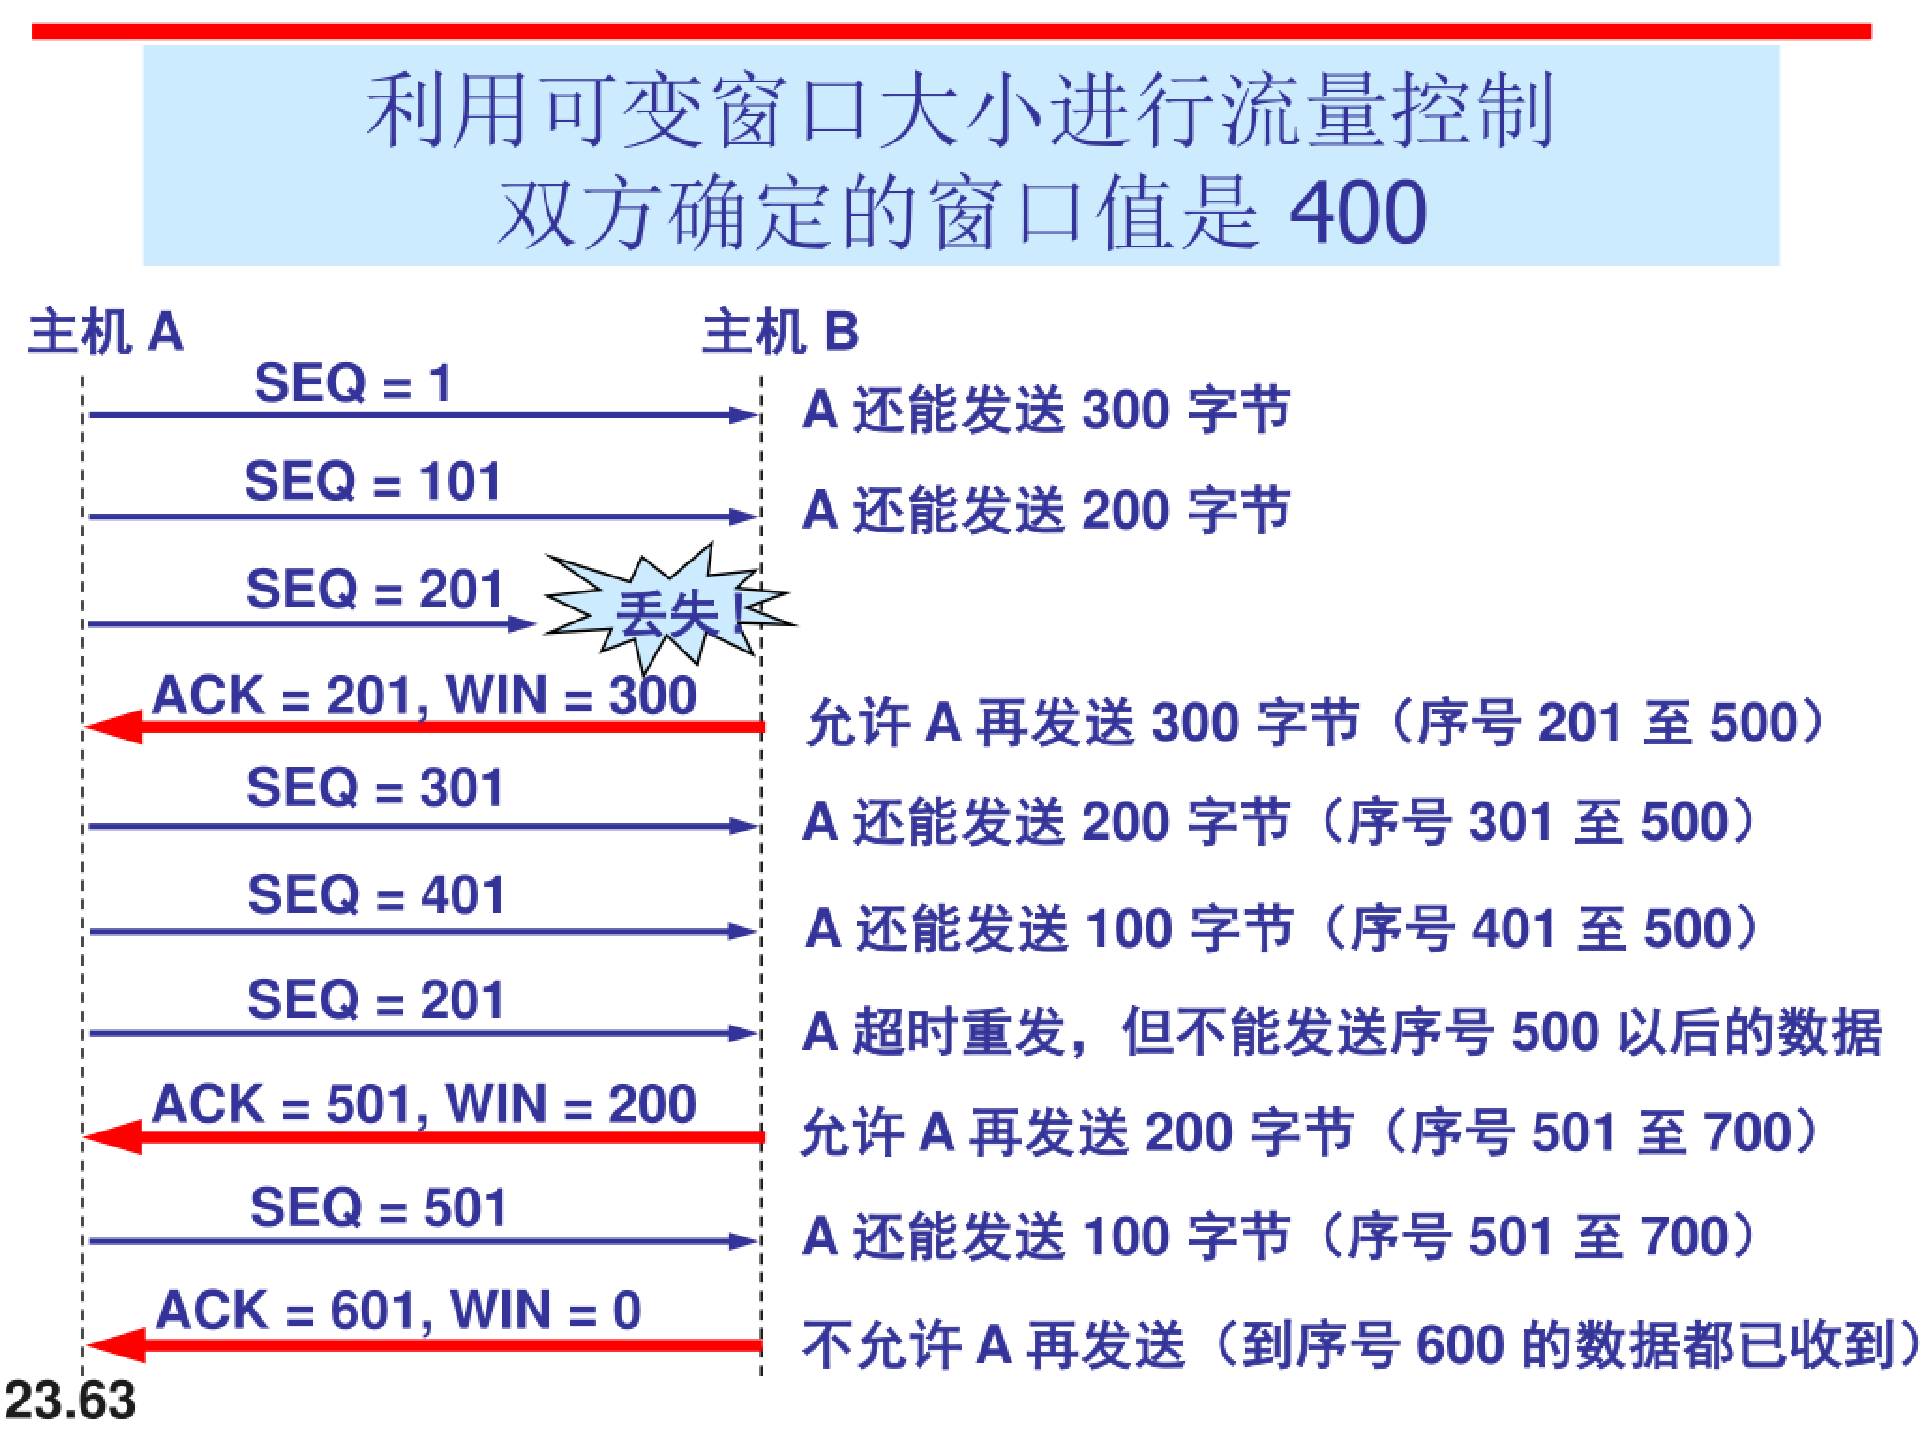 利用可变窗口大小进行流量控制
双方确定的窗口值是 400
主机 A
主机 B
SEQ = 1
A 还能发送 300 字节
SEQ = 101
A 还能发送 200 字节
SEQ = 201
丢失!
ACK = 201, WIN = 300
允许 A 再发送 300 字节（序号 201 至 500）
SEQ = 301
A 还能发送 200 字节（序号 301 至 500）
SEQ = 401
A 还能发送 100 字节（序号 401 至 500）
SEQ = 201
A 超时重发，但不能发送序号 500 以后的数据
ACK = 501, WIN = 200
允许 A 再发送 200 字节（序号 501 至 700）
SEQ = 501
A 还能发送 100 字节（序号 501 至 700）
ACK = 601, WIN = 0
不允许 A 再发送（到序号 600 的数据都已收到）
23.63